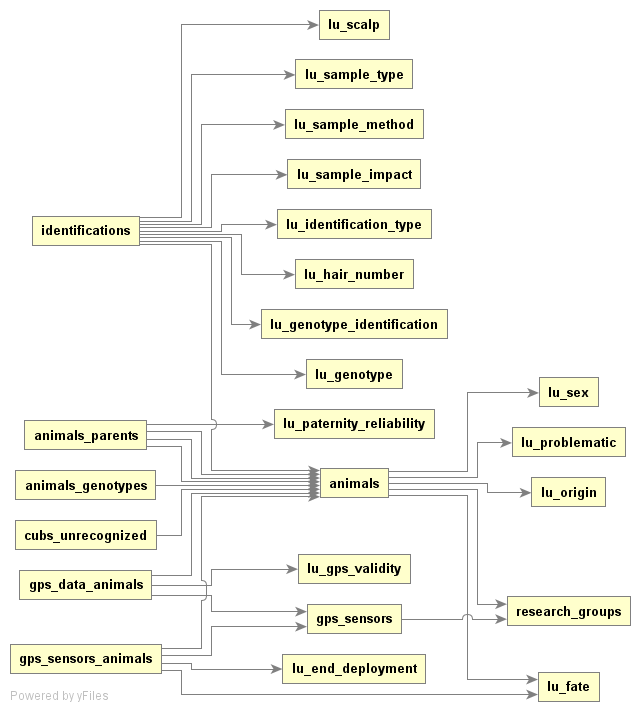 lu_scalp
lu_sample_type
lu_sample_method
lu_sample_impact
identifications
lu_identification_type
lu_hair_number
lu_genotype_identification
lu_genotype
lu_sex
animals_parents
lu_paternity_reliability
lu_problematic
animals_genotypes
animals
lu_origin
cubs_unrecognized
gps_data_animals
lu_gps_validity
gps_sensors
research_groups
gps_sensors_animals
lu_end_deployment
lu_fate
Powered by yFiles